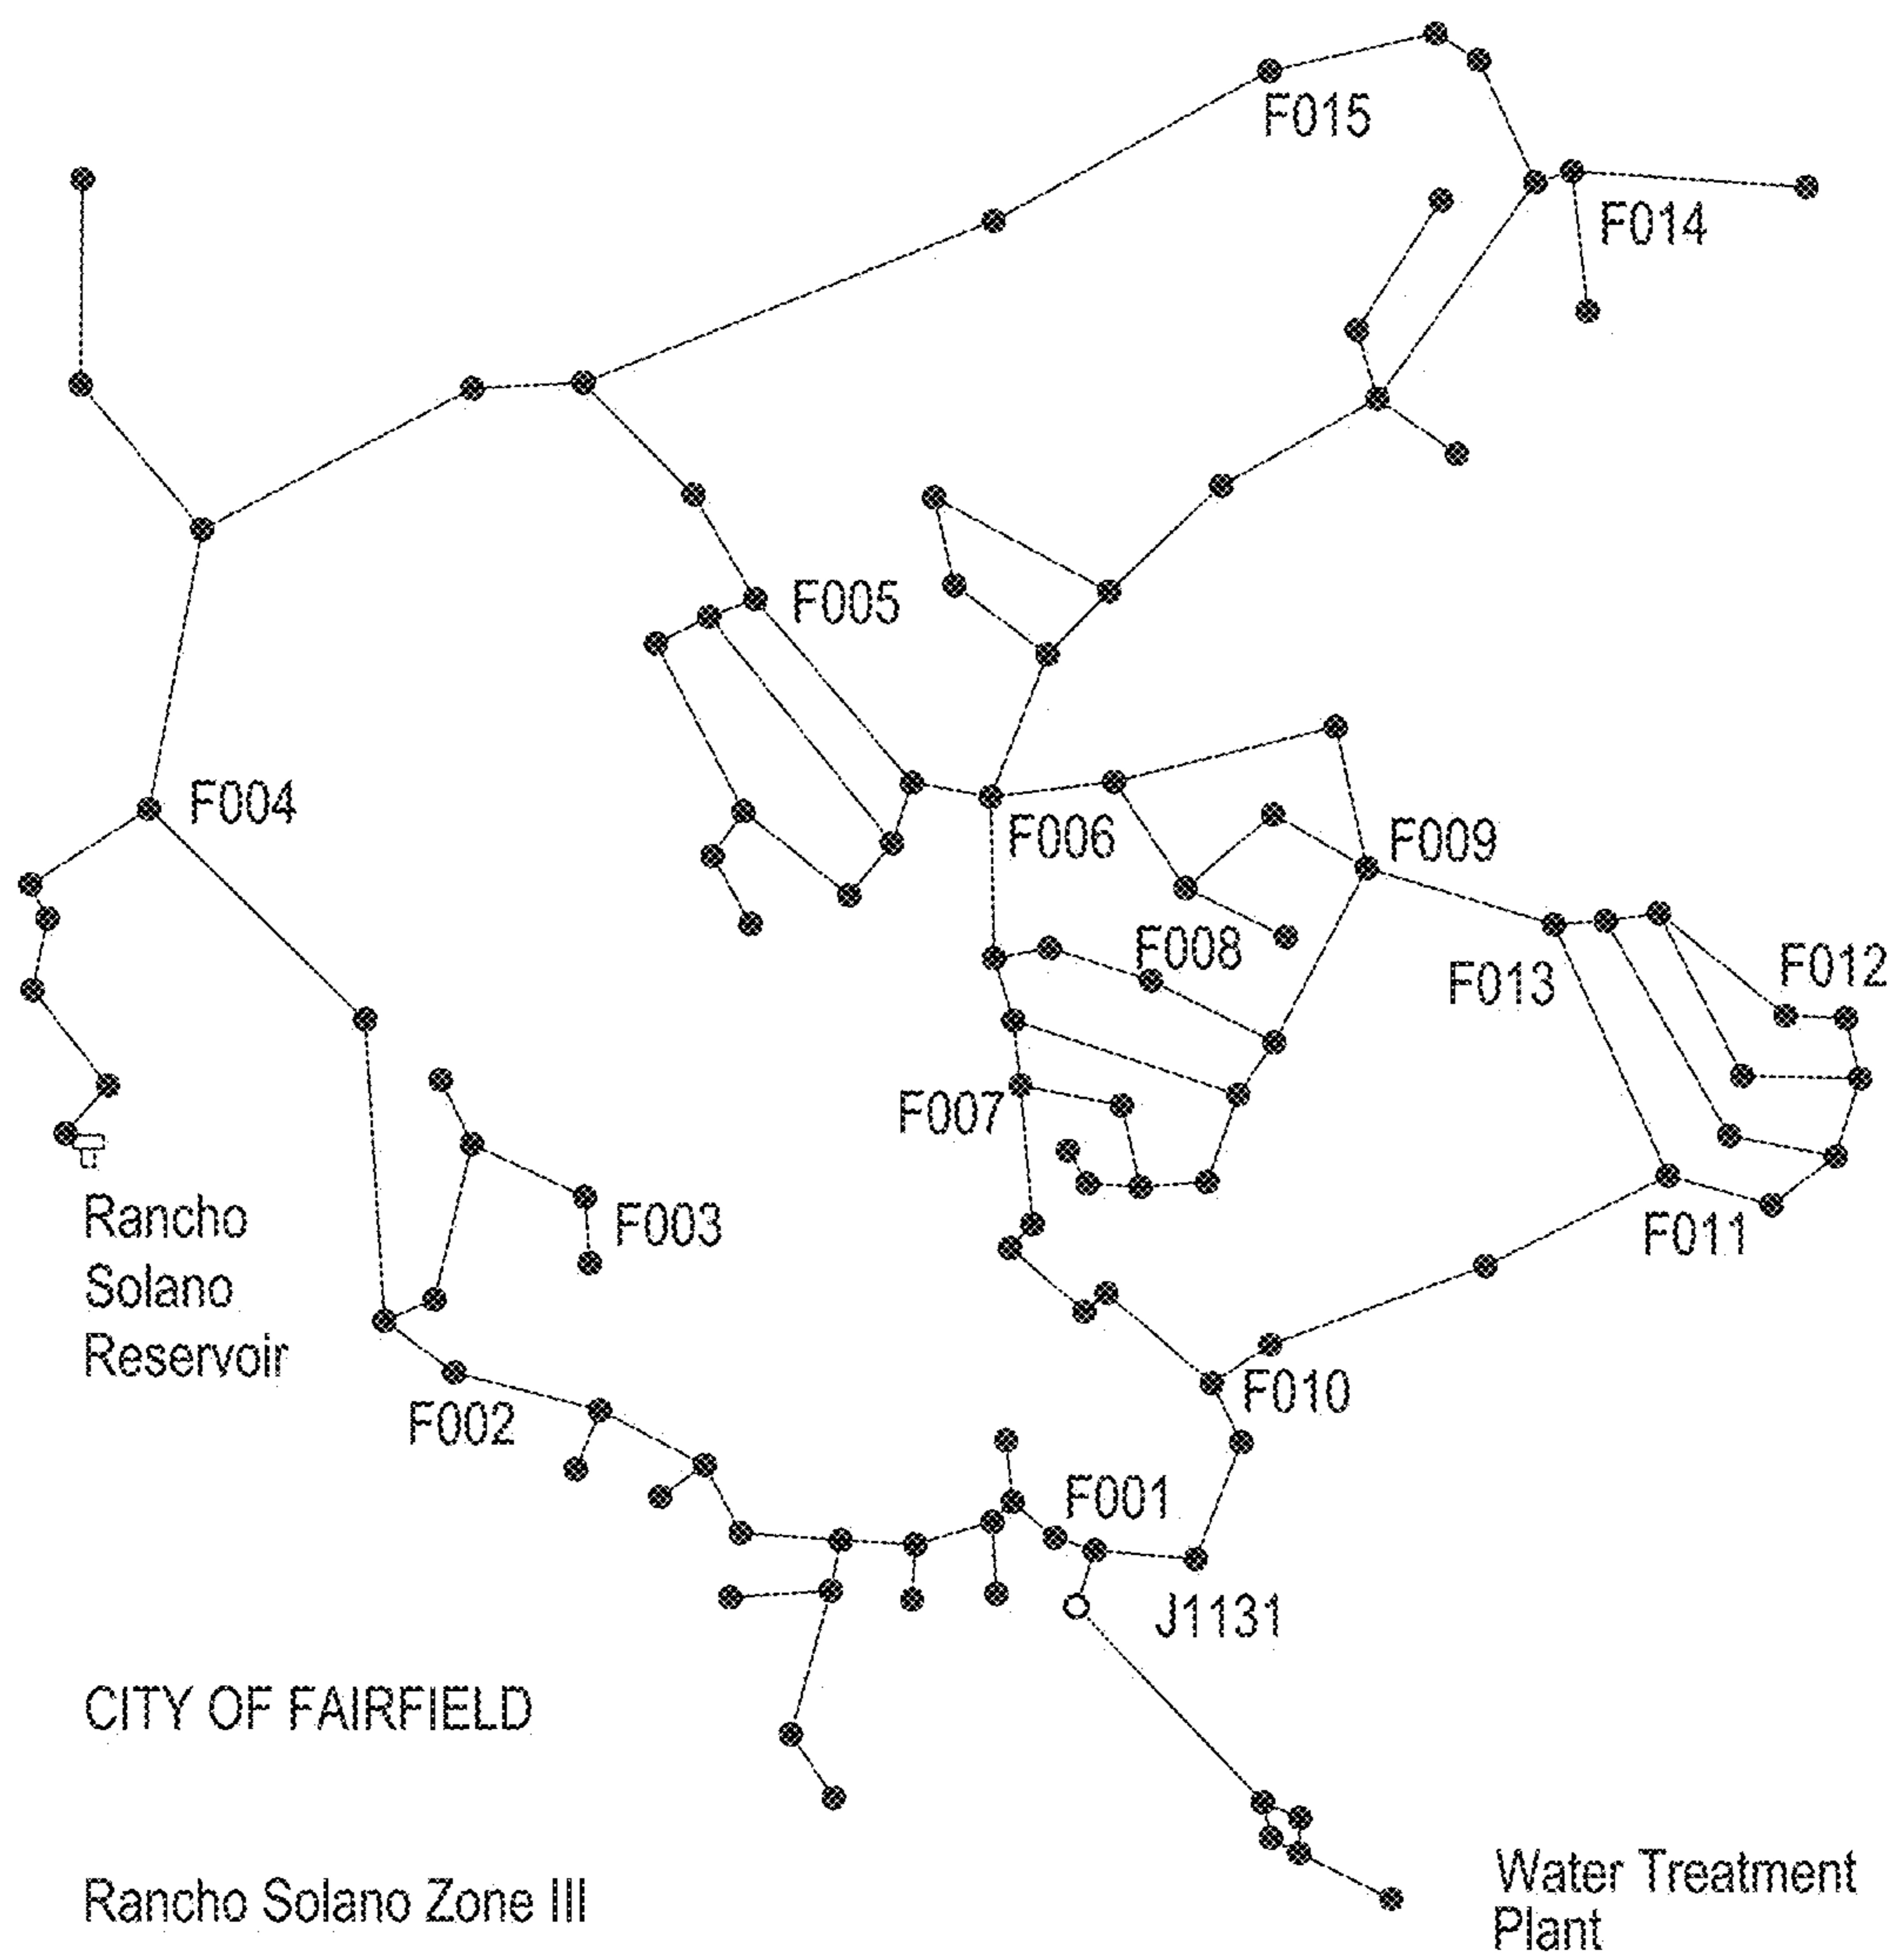 F015
F014
F005
F004
F006
F009
F008
F013
F012
F007
F003
F011
Rancho
Solano
Reservoir
F010
F002
F001
J1131
CITY OF FAIRFIELD
Rancho Solano Zone III
Water Treatment
Plant